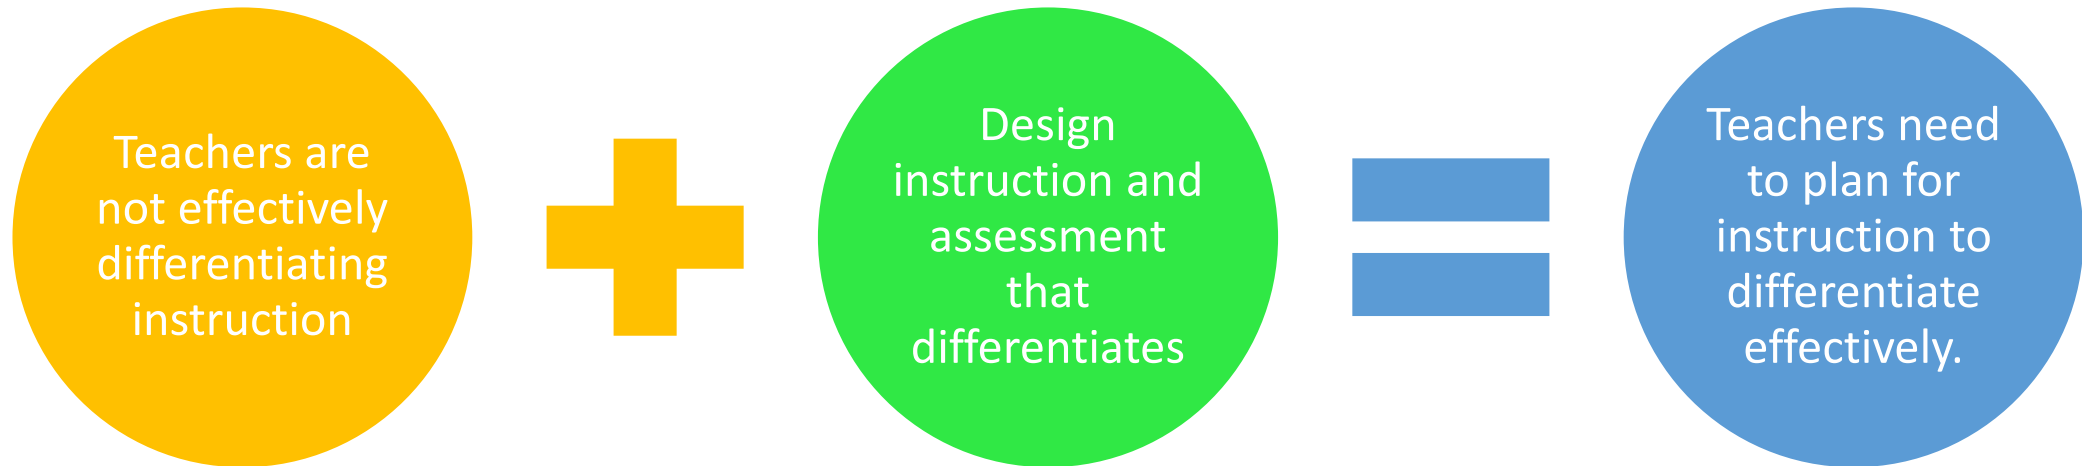 Teachers are
not effectively
differentiating
instruction
Design
instruction and
assessment
that
differentiates
Teachers need
to plan for
instruction to
differentiate
effectively.